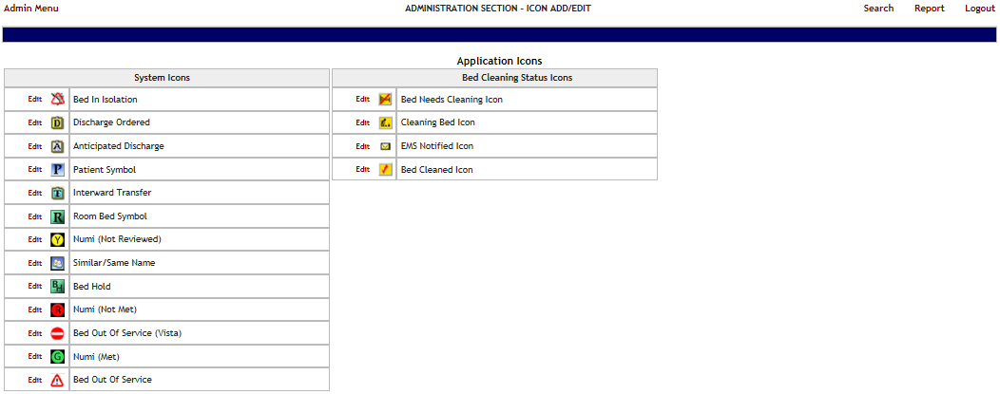 Admin Menu ADMINISTRATION SECTION - ICON ADD/EDIT Search Report Logout
Application Icons
System Icons Bed Cleaning Status Icons
Edit Bed In Isolation Edit Bed Needs Cleaning Icon
Edit D Discharge Ordered Edit Cleaning Bed Icon
Edit A Anticipated Discharge Edit EMS Notified Icon
Edit P Patient Symbol Edit Bed Cleaned Icon
Edit T Interward Transfer
Edit R Room Bed Symbol
Edit Y Numi (Not Reviewed)
Edit Similar/Same Name
Edit BH Bed Hold
Edit R Numi (Not Met)
Edit Bed Out Of Service (Vista)
Edit G Numi (Met)
Edit Bed Out Of Service